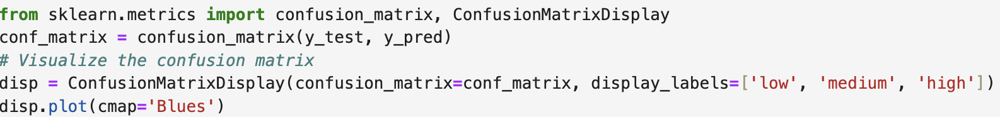 from sklearn.metrics import confusion_matrix, ConfusionMatrixDisplay
conf_matrix = confusion_matrix(y_test, y_pred)
# Visualize the confusion matrix
disp = ConfusionMatrixDisplay(confusion_matrix=conf_matrix, display_labels=['low', 'medium', 'high'])
disp.plot(cmap='Blues')